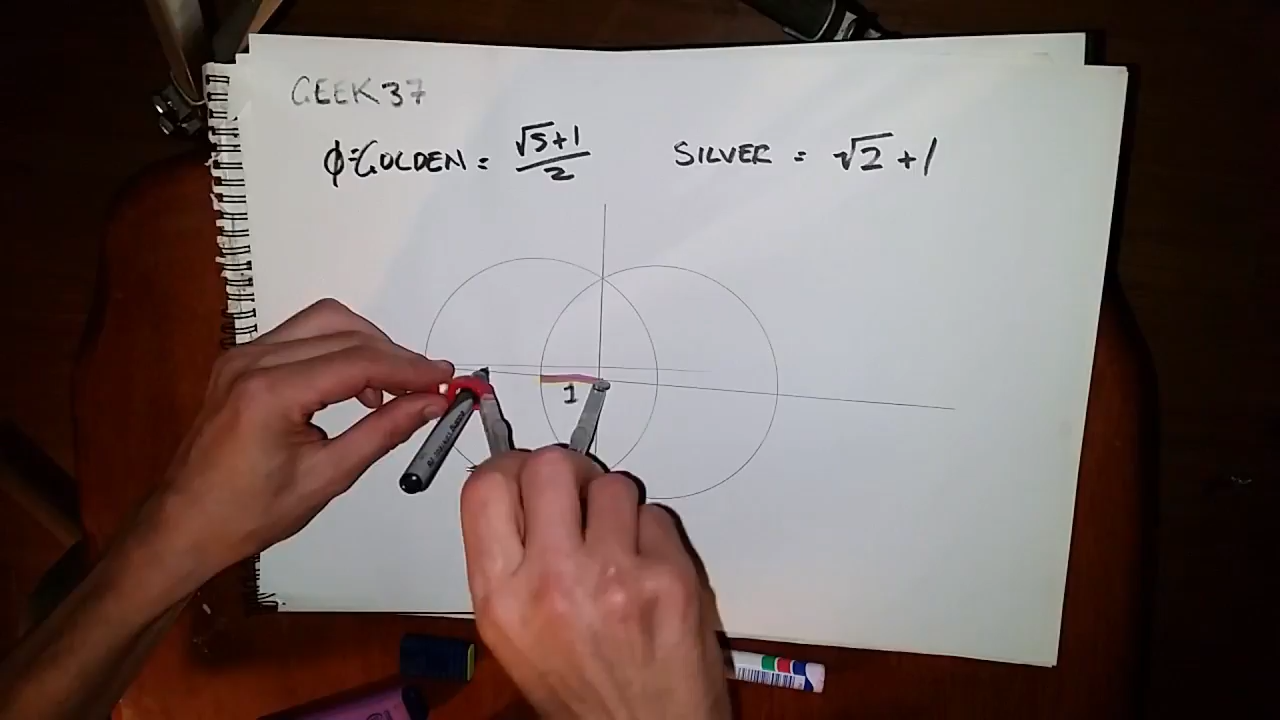 GEEK37
φ=GOLDEN = √5+1/2
SILVER = √2+1
1